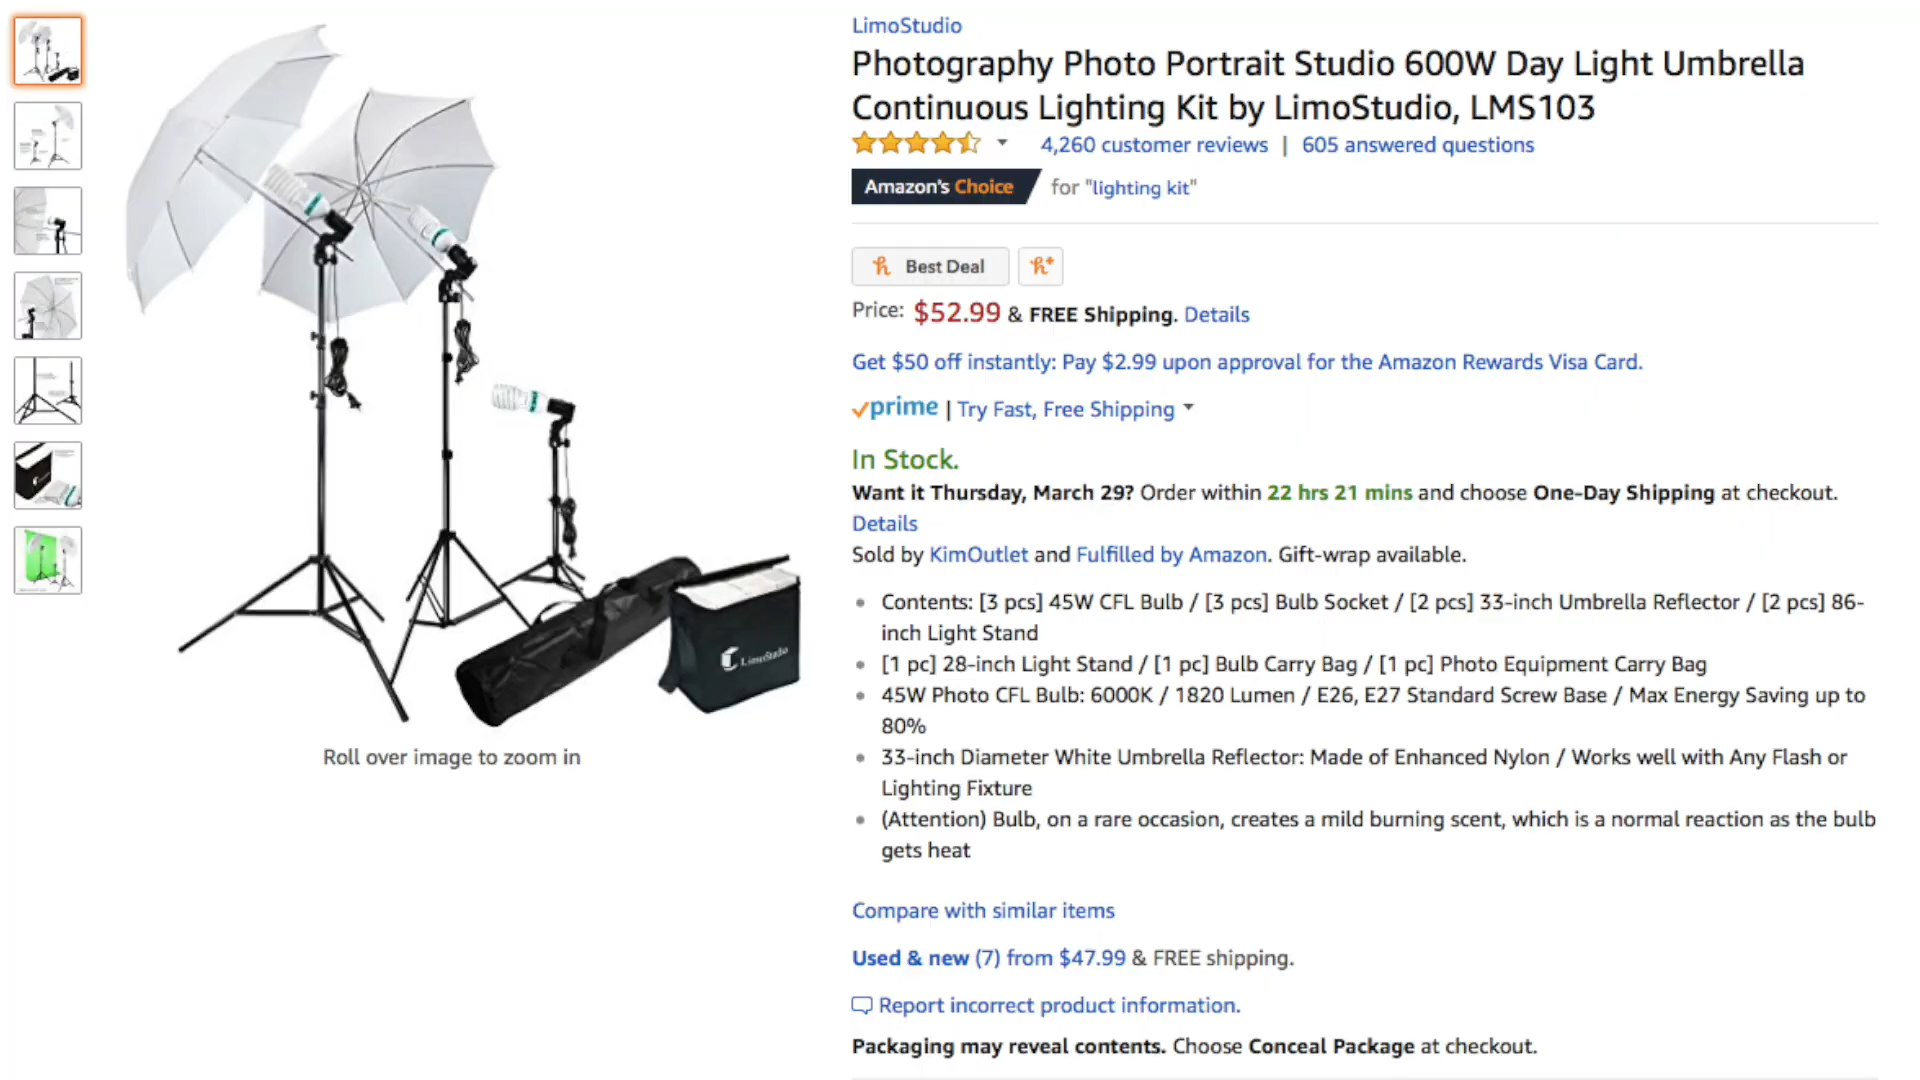 LimoStudio
Photography Photo Portrait Studio 600W Day Light Umbrella
Continuous Lighting Kit by LimoStudio, LMS103
4,260 customer reviews | 605 answered questions
Amazon's Choice for "lighting kit"
Best Deal
Price: $52.99 & FREE Shipping. Details
Get $50 off instantly: Pay $2.99 upon approval for the Amazon Rewards Visa Card.
prime | Try Fast, Free Shipping
In Stock.
Want it Thursday, March 29? Order within 22 hrs 21 mins and choose One-Day Shipping at checkout.
Details
Sold by KimOutlet and Fulfilled by Amazon. Gift-wrap available.
Contents: [3 pcs] 45W CFL Bulb / [3 pcs] Bulb Socket / [2 pcs] 33-inch Umbrella Reflector / [2 pcs] 86-
inch Light Stand
[1 pc] 28-inch Light Stand / [1 pc] Bulb Carry Bag / [1 pc] Photo Equipment Carry Bag
45W Photo CFL Bulb: 6000K / 1820 Lumen / E26, E27 Standard Screw Base / Max Energy Saving up to
80%
33-inch Diameter White Umbrella Reflector: Made of Enhanced Nylon / Works well with Any Flash or
Lighting Fixture
(Attention) Bulb, on a rare occasion, creates a mild burning scent, which is a normal reaction as the bulb
gets heat
Compare with similar items
Used & new (7) from $47.99 & FREE shipping.
Report incorrect product information.
Packaging may reveal contents. Choose Conceal Package at checkout.
LimoStudio
Roll over image to zoom in